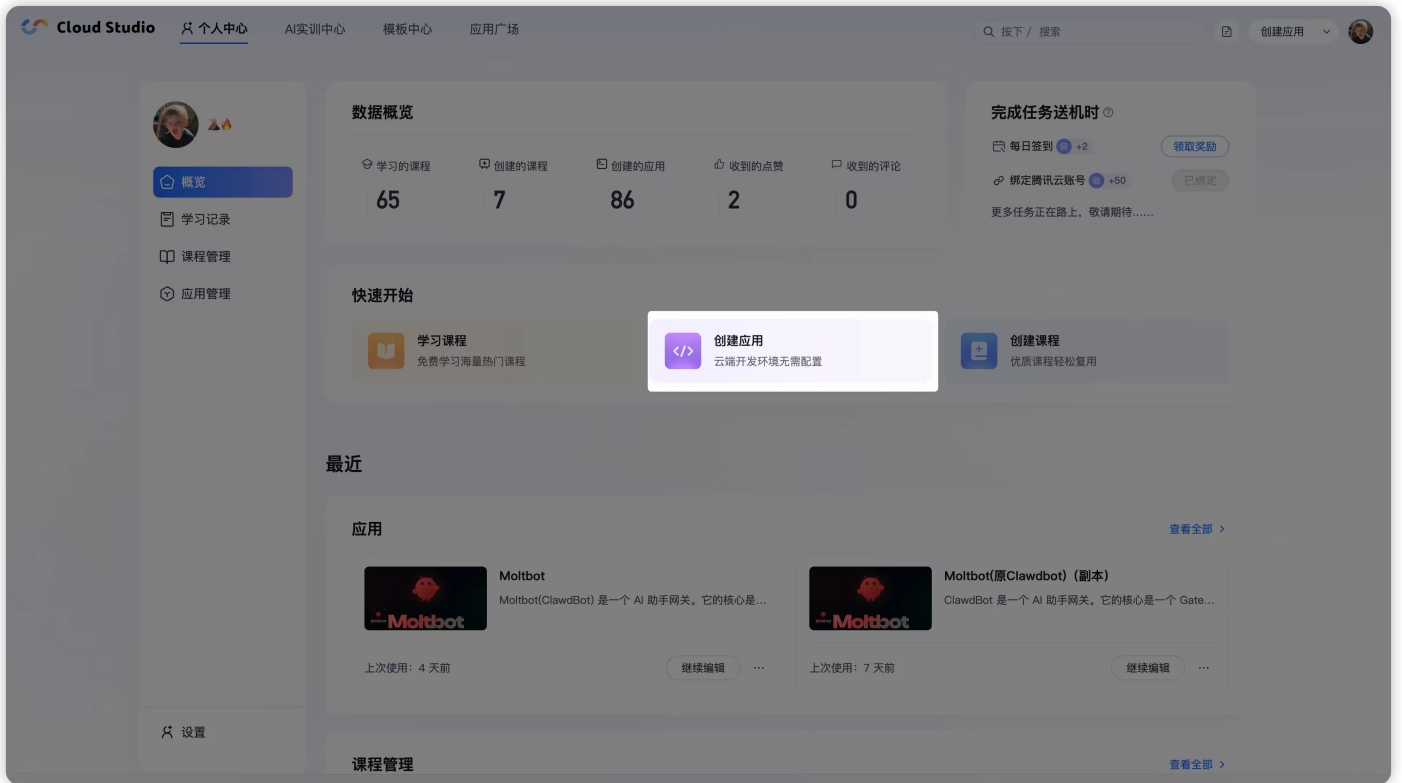 Cloud Studio
个人中心
AI实训中心
模板中心
应用广场
按下 / 搜索
创建应用
概览
学习记录
课程管理
应用管理
设置
数据概览
学习的课程
创建的课程
创建的应用
收到的点赞
收到的评论
65
7
86
2
0
完成任务送机时
每日签到 +2
领取奖励
绑定腾讯云账号 +50
已绑定
更多任务正在路上，敬请期待……
快速开始
学习课程
免费学习海量热门课程
创建应用
云端开发环境无需配置
创建课程
优质课程轻松复用
最近
应用
查看全部 >
Moltbot
Moltbot
Moltbot(ClawdBot) 是一个 AI 助手网关。它的核心是...
上次使用：4 天前
继续编辑
...
Moltbot
Moltbot(原Clawdbot)（副本）
ClawdBot 是一个 AI 助手网关。它的核心是一个 Gate...
上次使用：7 天前
继续编辑
...
课程管理
查看全部 >